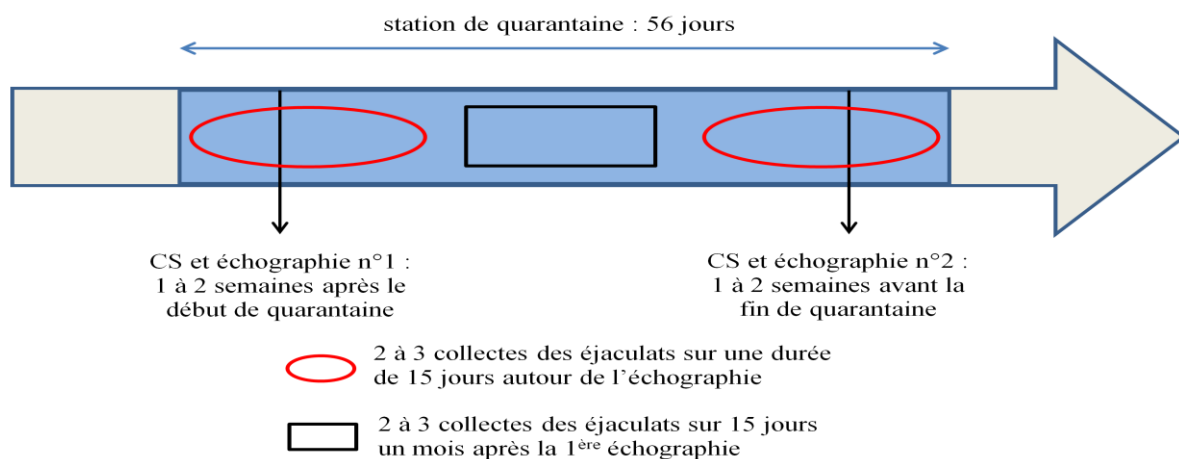 station de quarantaine : 56 jours
CS et échographie n°1 :
1 à 2 semaines après le
début de quarantaine
CS et échographie n°2 :
1 à 2 semaines avant la
fin de quarantaine
2 à 3 collectes des éjaculats sur une durée
de 15 jours autour de l’échographie
2 à 3 collectes des éjaculats sur 15 jours
un mois après la 1ère échographie